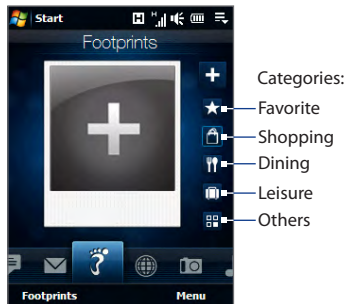 Start
Footprints
Categories:
Favorite
Shopping
Dining
Leisure
Others
Footprints Menu